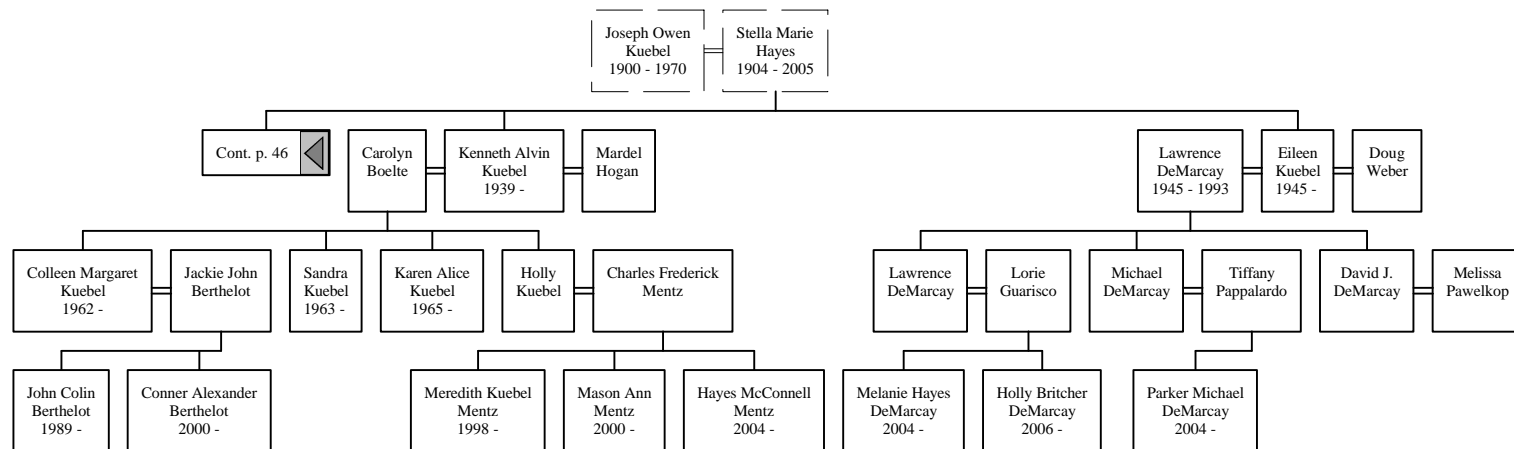 Joseph Owen
Kuebel
1900 - 1970
Stella Marie
Hayes
1904 - 2005
Cont. p. 46
Carolyn
Boelte
Kenneth Alvin
Kuebel
1939 -
Mardel
Hogan
Lawrence
DeMarcay
1945 - 1993
Eileen
Kuebel
1945 -
Doug
Weber
Colleen Margaret
Kuebel
1962 -
Jackie John
Berthelot
Sandra
Kuebel
1963 -
Karen Alice
Kuebel
1965 -
Holly
Kuebel
Charles Frederick
Mentz
Lawrence
DeMarcay
Lorie
Guarisco
Michael
DeMarcay
Tiffany
Pappalardo
David J.
DeMarcay
Melissa
Pawelkop
John Colin
Berthelot
1989 -
Conner Alexander
Berthelot
2000 -
Meredith Kuebel
Mentz
1998 -
Mason Ann
Mentz
2000 -
Hayes McConnell
Mentz
2004 -
Melanie Hayes
DeMarcay
2004 -
Holly Britcher
DeMarcay
2006 -
Parker Michael
DeMarcay
2004 -